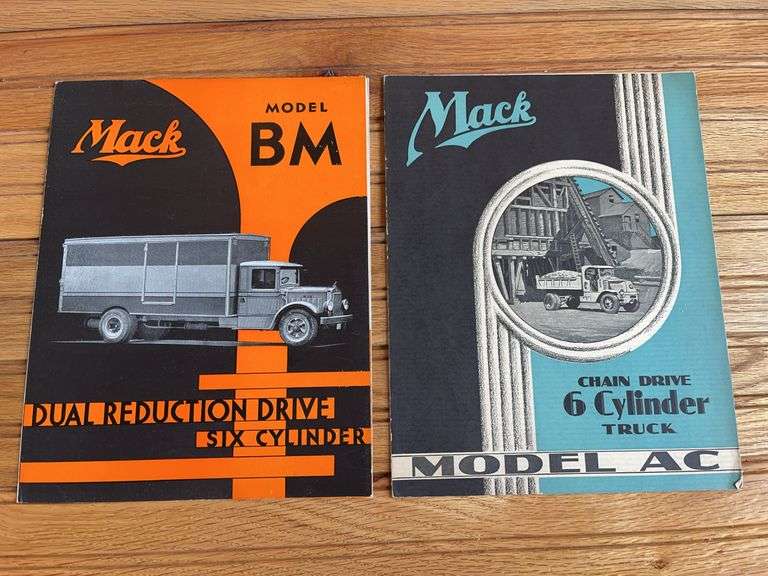 Mack
MODEL
BM
DUAL REDUCTION DRIVE
SIX CYLINDER
Mack
CHAIN DRIVE
6 Cylinder
TRUCK
MODEL AC